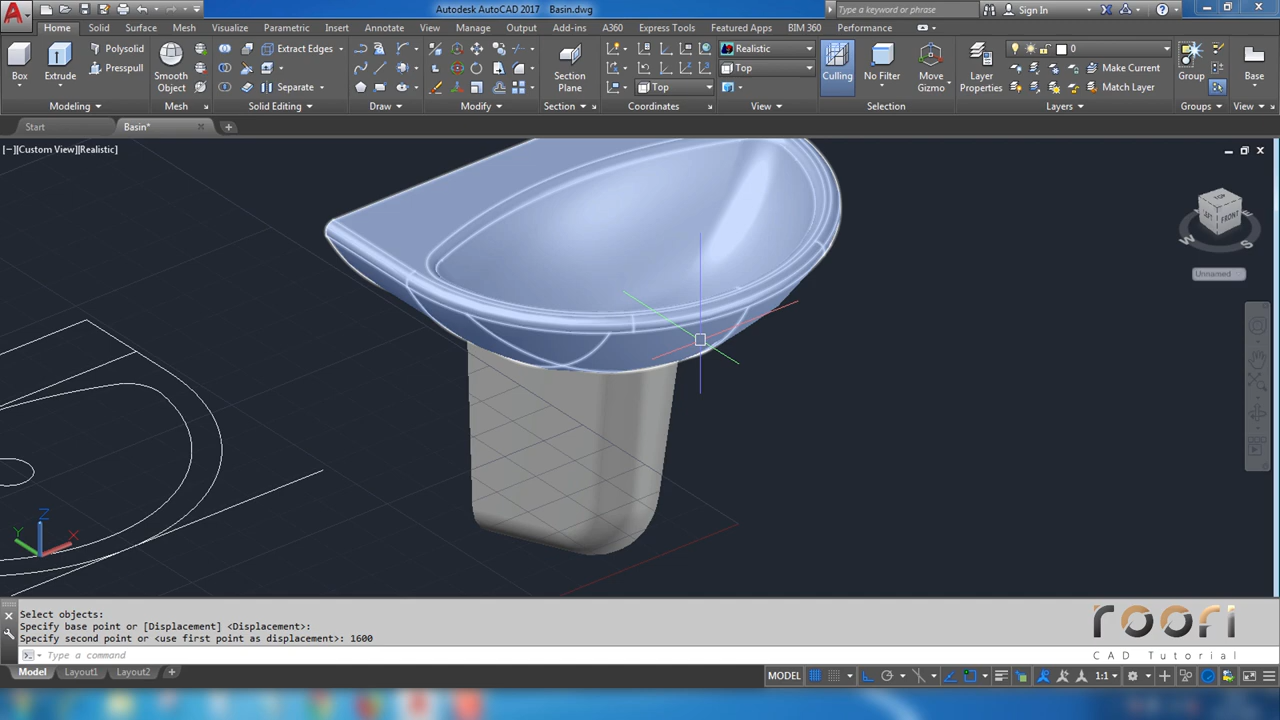 Autodesk AutoCAD 2017 Basin.dwg
Type a keyword or phrase
Sign In
Home Solid Surface Mesh Visualize Parametric Insert Annotate View Manage Output Add-ins A360 Express Tools Featured Apps BIM 360 Performance
Polysolid
Presspull
Extract Edges
Separate
Realistic
Top
Top
0
Make Current
Match Layer
Box
Extrude
Smooth Object
Section Plane
Culling
No Filter
Move Gizmo
Layer Properties
Group
Base
Modeling
Mesh
Solid Editing
Draw
Modify
Section
Coordinates
View
Selection
Layers
Groups
View
Start
Basin*
[−][Custom View][Realistic]
TOP
FRONT
W
S
Unnamed
Z
Y
X
Select objects:
Specify base point or [Displacement] <Displacement>:
Specify second point or <use first point as displacement>: 1600
Type a command
roori
CAD Tutorial
Model Layout1 Layout2
MODEL
1:1